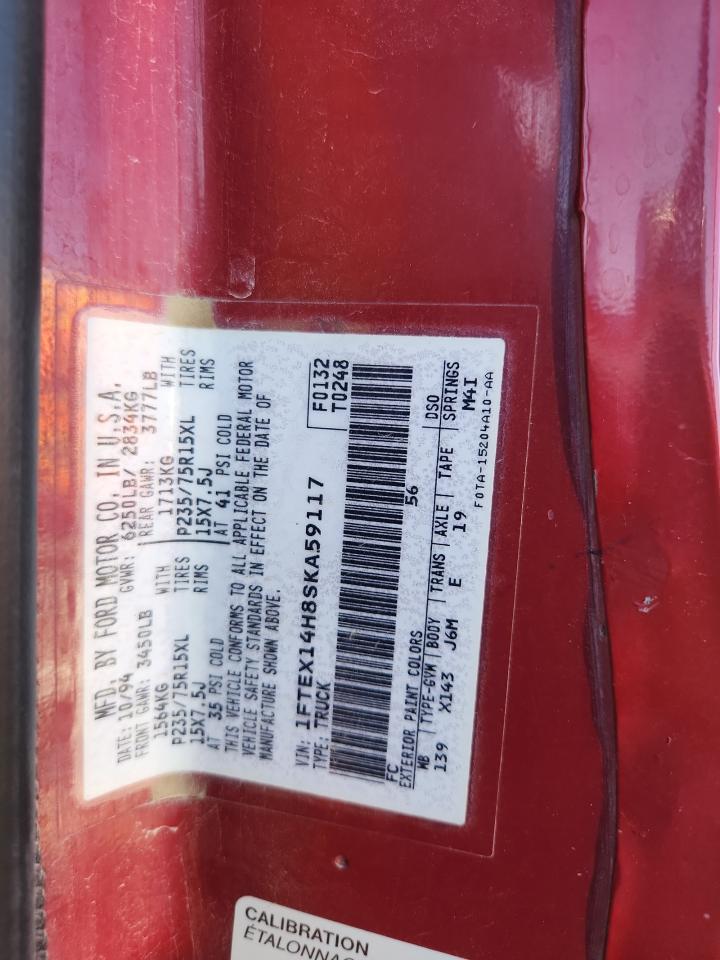 MFD. BY FORD MOTOR CO. IN U.S.A.
DATE: 10/94 GVWR: 6250LB/ 2834KG
FRONT GAWR: 3450LB REAR GAWR: 3777LB
1564KG WITH 1713KG WITH
P235/75R15XL TIRES P235/75R15XL TIRES
15X7.5J RIMS 15X7.5J RIMS
AT 35 PSI COLD AT 41 PSI COLD
THIS VEHICLE CONFORMS TO ALL APPLICABLE FEDERAL MOTOR
VEHICLE SAFETY STANDARDS IN EFFECT ON THE DATE OF
MANUFACTURE SHOWN ABOVE.
VIN: 1FTEX14H8SKA59117 F0132
TYPE: TRUCK T0248
FC 56
EXTERIOR PAINT COLORS DSO
WB TYPE-GVM BODY TRANS AXLE TAPE SPRINGS
139 X143 J6M E 19 M4I
F0TA-15204A10-AA
CALIBRATION